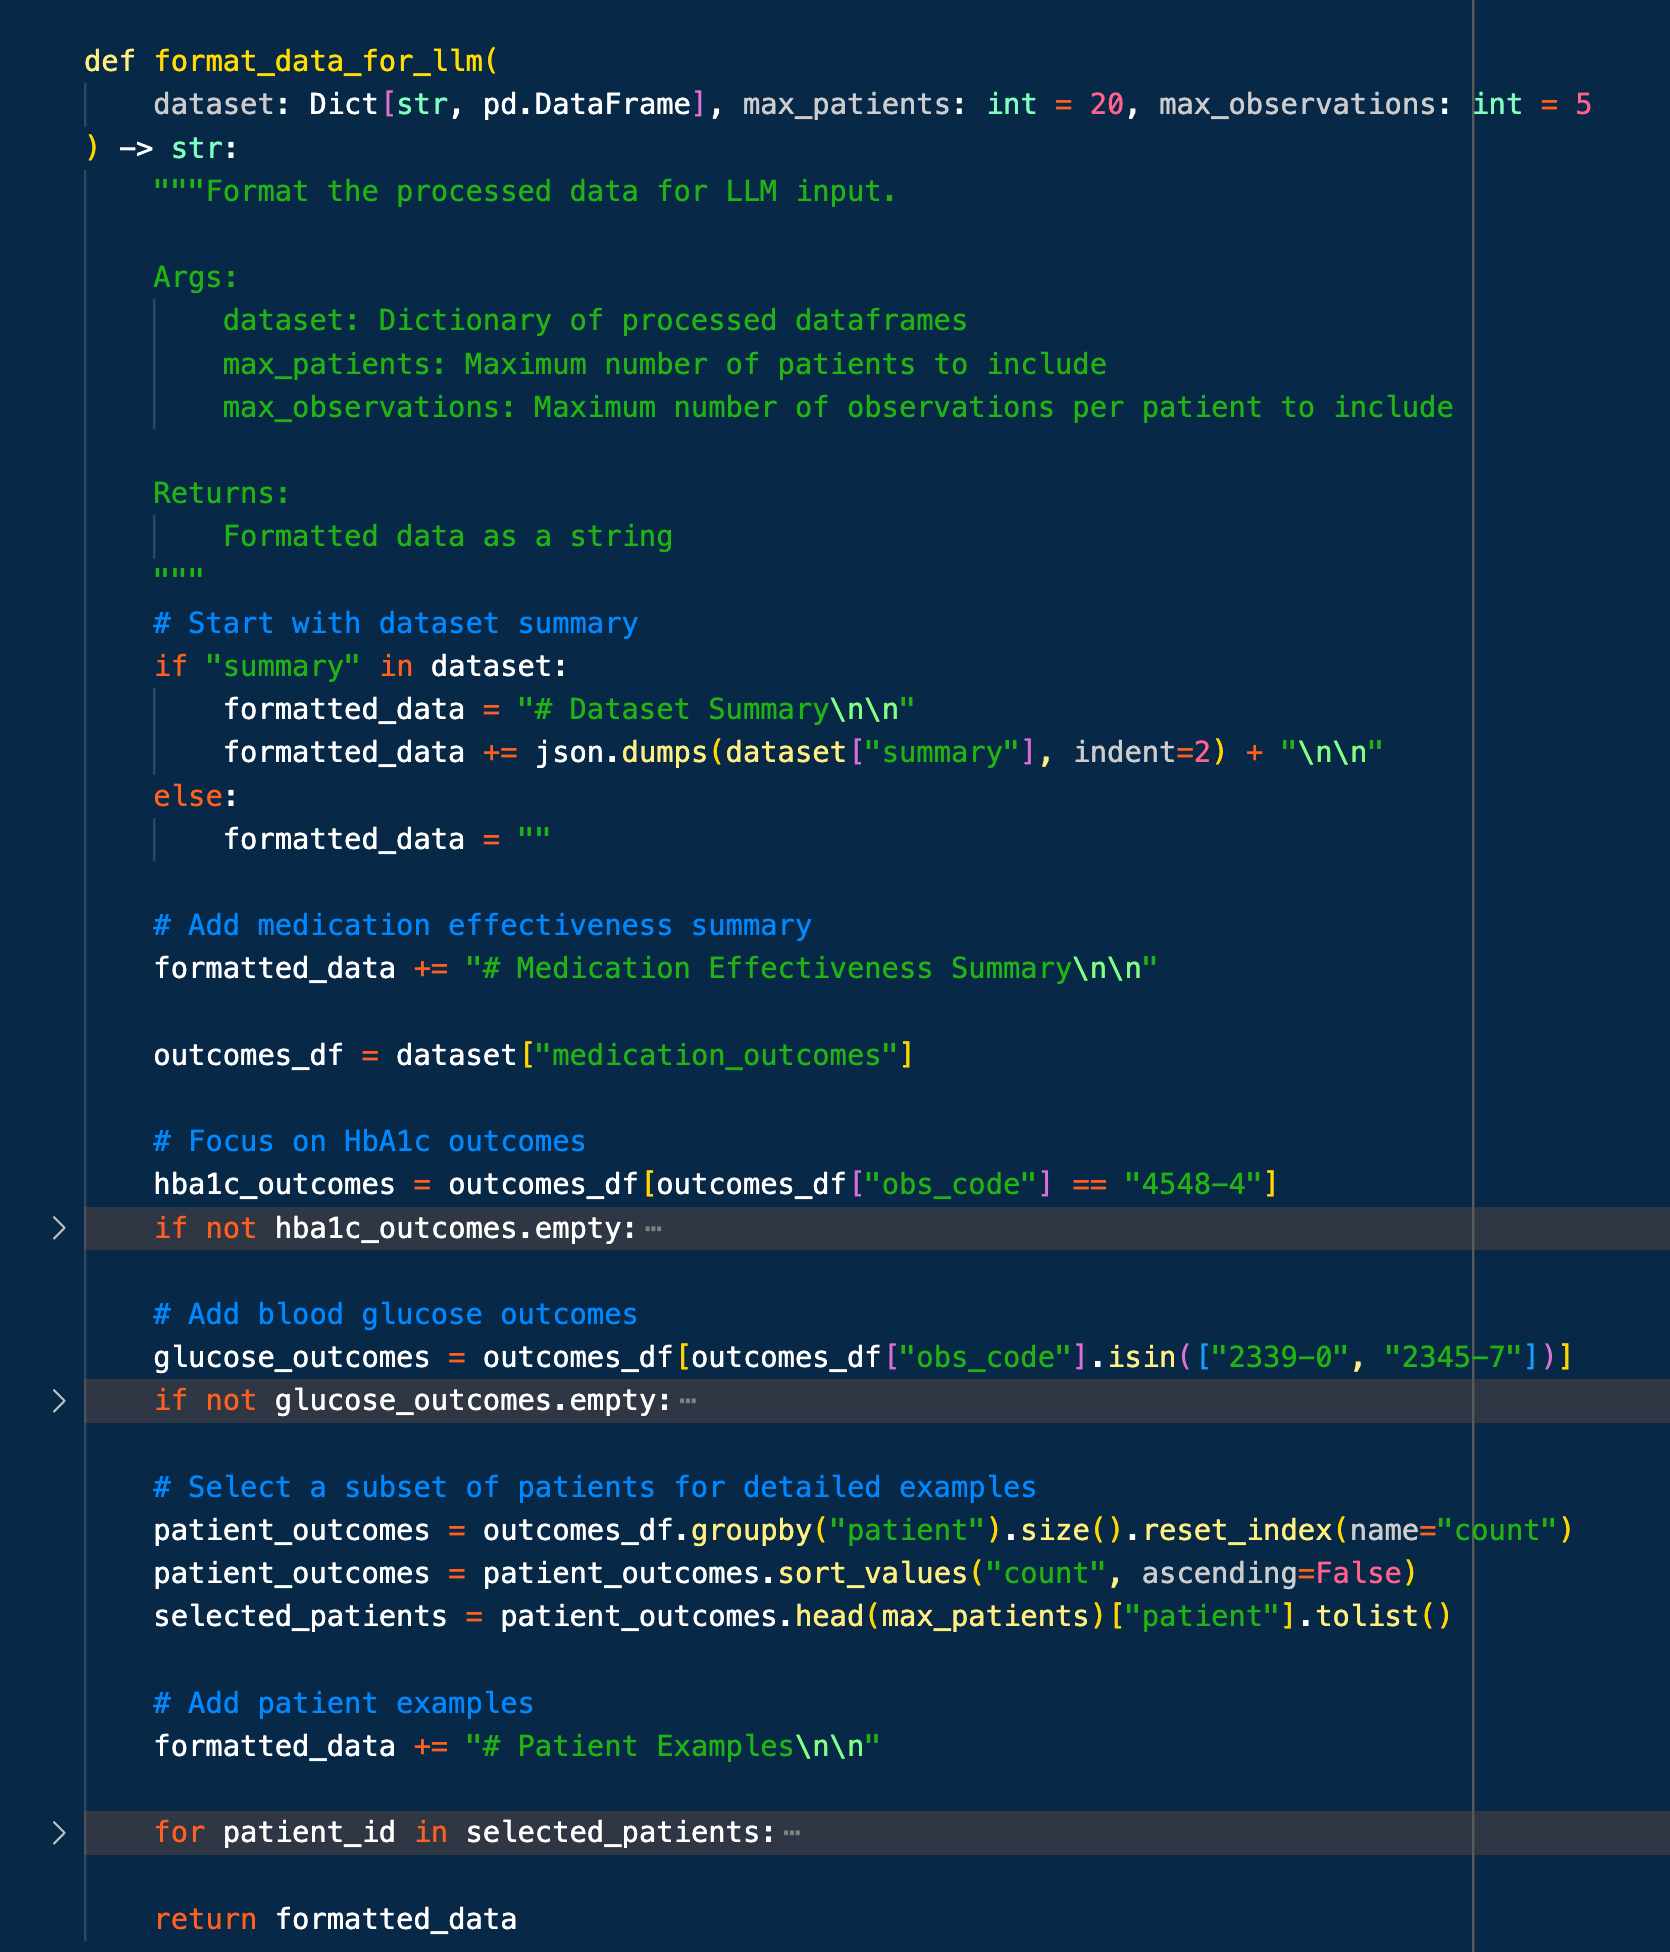 def format_data_for_llm(
    dataset: Dict[str, pd.DataFrame], max_patients: int = 20, max_observations: int = 5
) -> str:
    """Format the processed data for LLM input.

    Args:
        dataset: Dictionary of processed dataframes
        max_patients: Maximum number of patients to include
        max_observations: Maximum number of observations per patient to include

    Returns:
        Formatted data as a string
    """
    # Start with dataset summary
    if "summary" in dataset:
        formatted_data = "# Dataset Summary\n\n"
        formatted_data += json.dumps(dataset["summary"], indent=2) + "\n\n"
    else:
        formatted_data = ""

    # Add medication effectiveness summary
    formatted_data += "# Medication Effectiveness Summary\n\n"

    outcomes_df = dataset["medication_outcomes"]

    # Focus on HbA1c outcomes
    hba1c_outcomes = outcomes_df[outcomes_df["obs_code"] == "4548-4"]
    if not hba1c_outcomes.empty: ⋯

    # Add blood glucose outcomes
    glucose_outcomes = outcomes_df[outcomes_df["obs_code"].isin(["2339-0", "2345-7"])]
    if not glucose_outcomes.empty: ⋯

    # Select a subset of patients for detailed examples
    patient_outcomes = outcomes_df.groupby("patient").size().reset_index(name="count")
    patient_outcomes = patient_outcomes.sort_values("count", ascending=False)
    selected_patients = patient_outcomes.head(max_patients)["patient"].tolist()

    # Add patient examples
    formatted_data += "# Patient Examples\n\n"

    for patient_id in selected_patients: ⋯

    return formatted_data